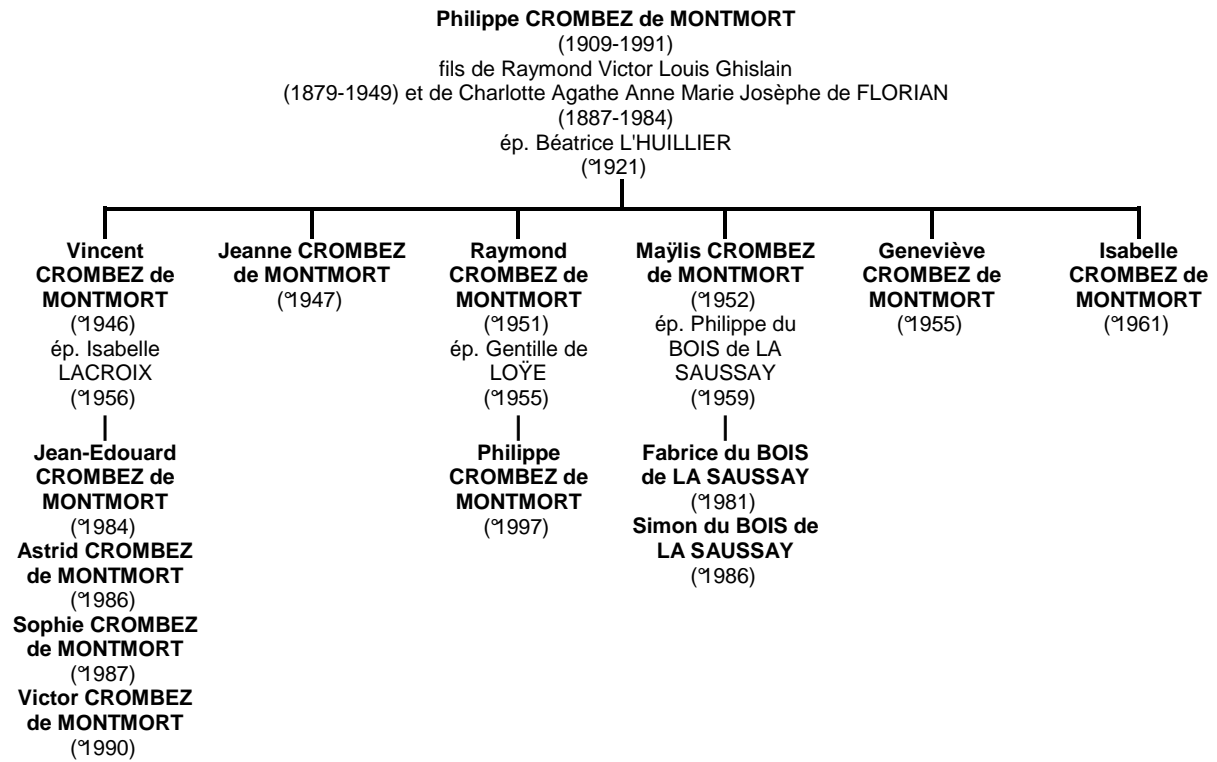 Philippe CROMBEZ de MONTMORT
(1909-1991)
fils de Raymond Victor Louis Ghislain
(1879-1949) et de Charlotte Agathe Anne Marie Josèphe de FLORIAN
(1887-1984)
ép. Béatrice L'HUILLIER
(°1921)
Vincent
CROMBEZ de
MONTMORT
(°1946)
ép. Isabelle
LACROIX
(°1956)
Jean-Edouard
CROMBEZ de
MONTMORT
(°1984)
Astrid CROMBEZ
de MONTMORT
(°1986)
Sophie CROMBEZ
de MONTMORT
(°1987)
Victor CROMBEZ
de MONTMORT
(°1990)
Jeanne CROMBEZ
de MONTMORT
(°1947)
Raymond
CROMBEZ de
MONTMORT
(°1951)
ép. Gentille de
LOŸE
(°1955)
Philippe
CROMBEZ de
MONTMORT
(°1997)
Maÿlis CROMBEZ
de MONTMORT
(°1952)
ép. Philippe du
BOIS de LA
SAUSSAY
(°1959)
Fabrice du BOIS
de LA SAUSSAY
(°1981)
Simon du BOIS de
LA SAUSSAY
(°1986)
Geneviève
CROMBEZ de
MONTMORT
(°1955)
Isabelle
CROMBEZ de
MONTMORT
(°1961)